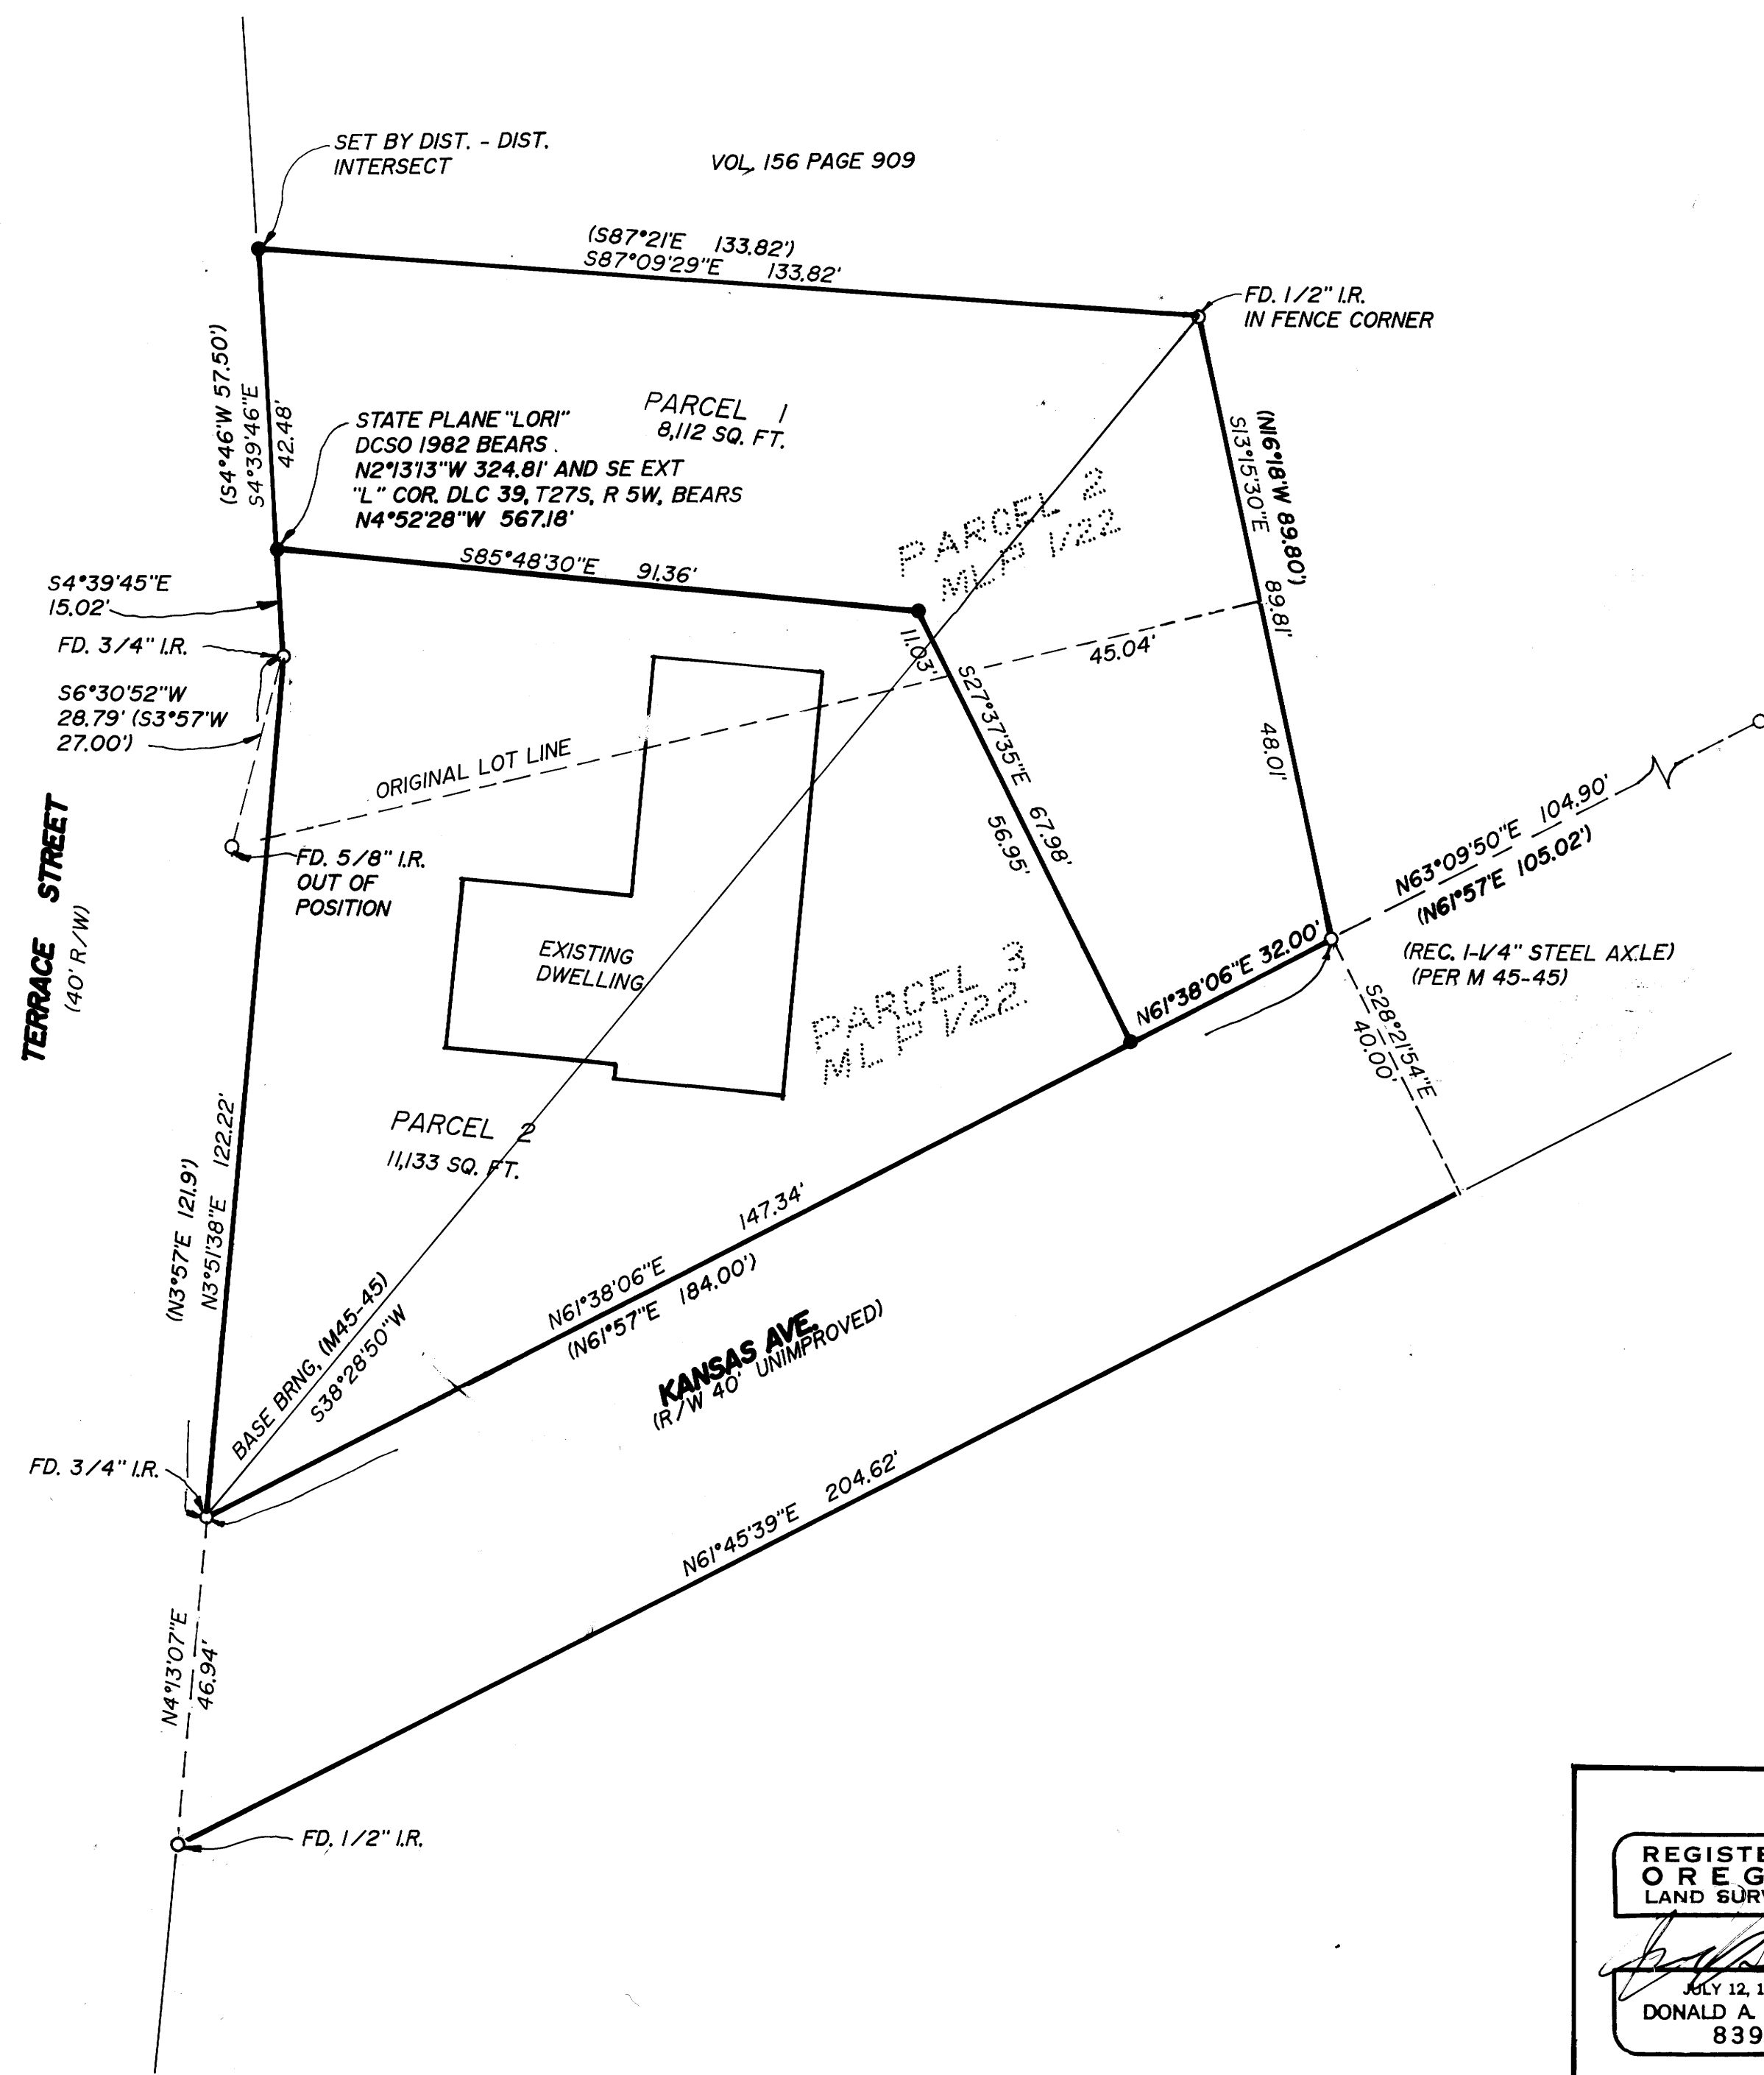 SET BY DIST. - DIST.
INTERSECT
VOL. 156 PAGE 909
(S87°21'E 133.82')
S87°09'29"E 133.82'
FD. 1/2" I.R.
IN FENCE CORNER
(S4°46'W 57.50')
S4°39'46"E
42.48'
STATE PLANE "LORI"
DCSO 1982 BEARS
N2°13'13"W 324.81' AND SE EXT
"L" COR. DLC 39, T27S, R 5W, BEARS
N4°52'28"W 567.18'
PARCEL 1
8,112 SQ. FT.
PARCEL 2
MLP 1/22
(N16°18'W 89.80')
S13°15'30"E
89.81'
S85°48'30"E 91.36'
S4°39'45"E
15.02'
FD. 3/4" I.R.
S6°30'52"W
28.79' (S3°57'W
27.00')
11.03'
45.04'
S27°37'35"E 67.98'
56.95'
48.01'
ORIGINAL LOT LINE
FD. 5/8" I.R.
OUT OF
POSITION
TERRACE STREET
(40' R/W)
EXISTING
DWELLING
PARCEL 3
MLP 1/22
N63°09'50"E 104.90'
(N61°57'E 105.02')
(REC. 1-1/4" STEEL AXLE)
(PER M 45-45)
N61°38'06"E 32.00'
S28°21'54"E
40.00'
PARCEL 2
11,133 SQ. FT.
(N3°57'E 121.9')
N3°51'38"E 122.22'
147.34'
N61°38'06"E
(N61°57"E 184.00')
BASE BRNG, (M45-45)
S38°28'50"W
KANSAS AVE.
(R/W 40' UNIMPROVED)
FD. 3/4" I.R.
N61°45'39"E 204.62'
N4°13'07"E
46.94'
FD. 1/2" I.R.
REGISTE
OREG
LAND SURV
JULY 12, 1
DONALD A.
839